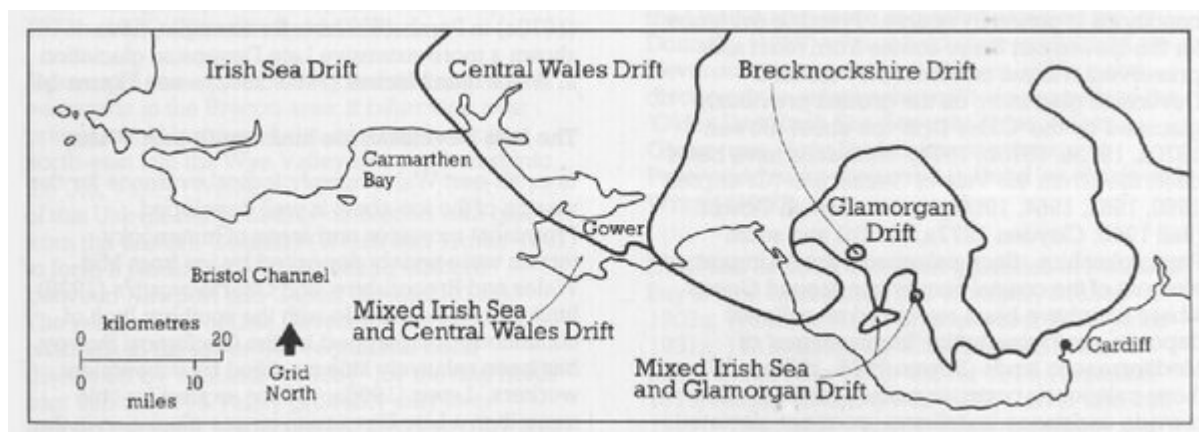 Irish Sea Drift
Central Wales Drift
Brecknockshire Drift
Carmarthen
Bay
Gower
Glamorgan
Drift
Bristol Channel
Mixed Irish Sea
and Central Wales Drift
kilometres
0 20
0 10
miles
Grid
North
Cardiff
Mixed Irish Sea
and Glamorgan Drift